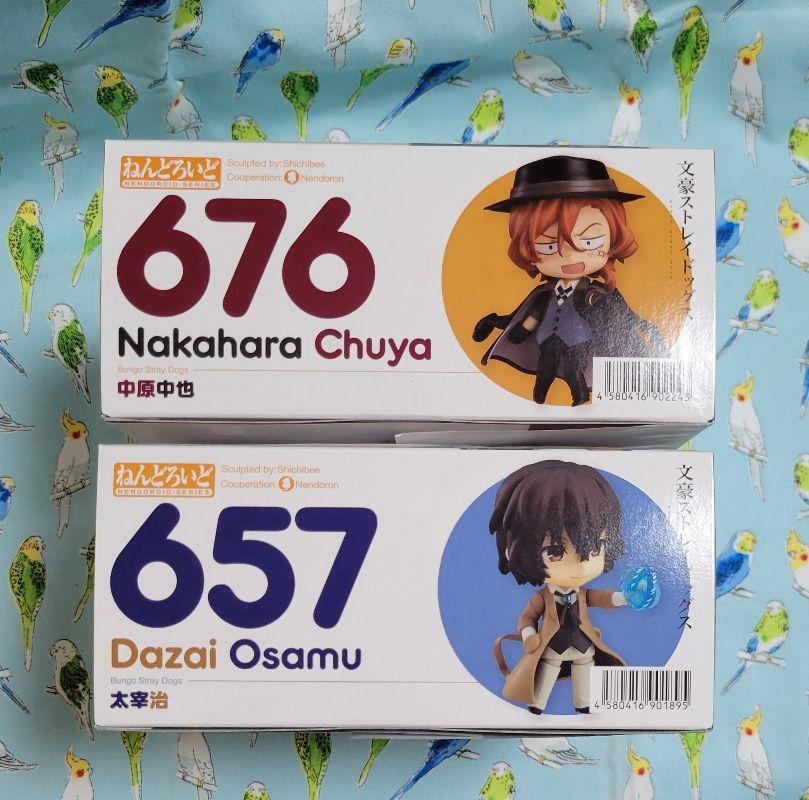 ねんどろいど
NENDOROID SERIES
Sculpted by: Shichibee
Cooperation: Nendoron
676
Nakahara Chuya
Bungo Stray Dogs
中原中也
文豪ストレイドッグス
4 580416 902243
ねんどろいど
NENDOROID SERIES
Sculpted by: Shichibee
Cooperation: Nendoron
657
Dazai Osamu
Bungo Stray Dogs
太宰治
文豪ストレイドッグス
4 580416 901895